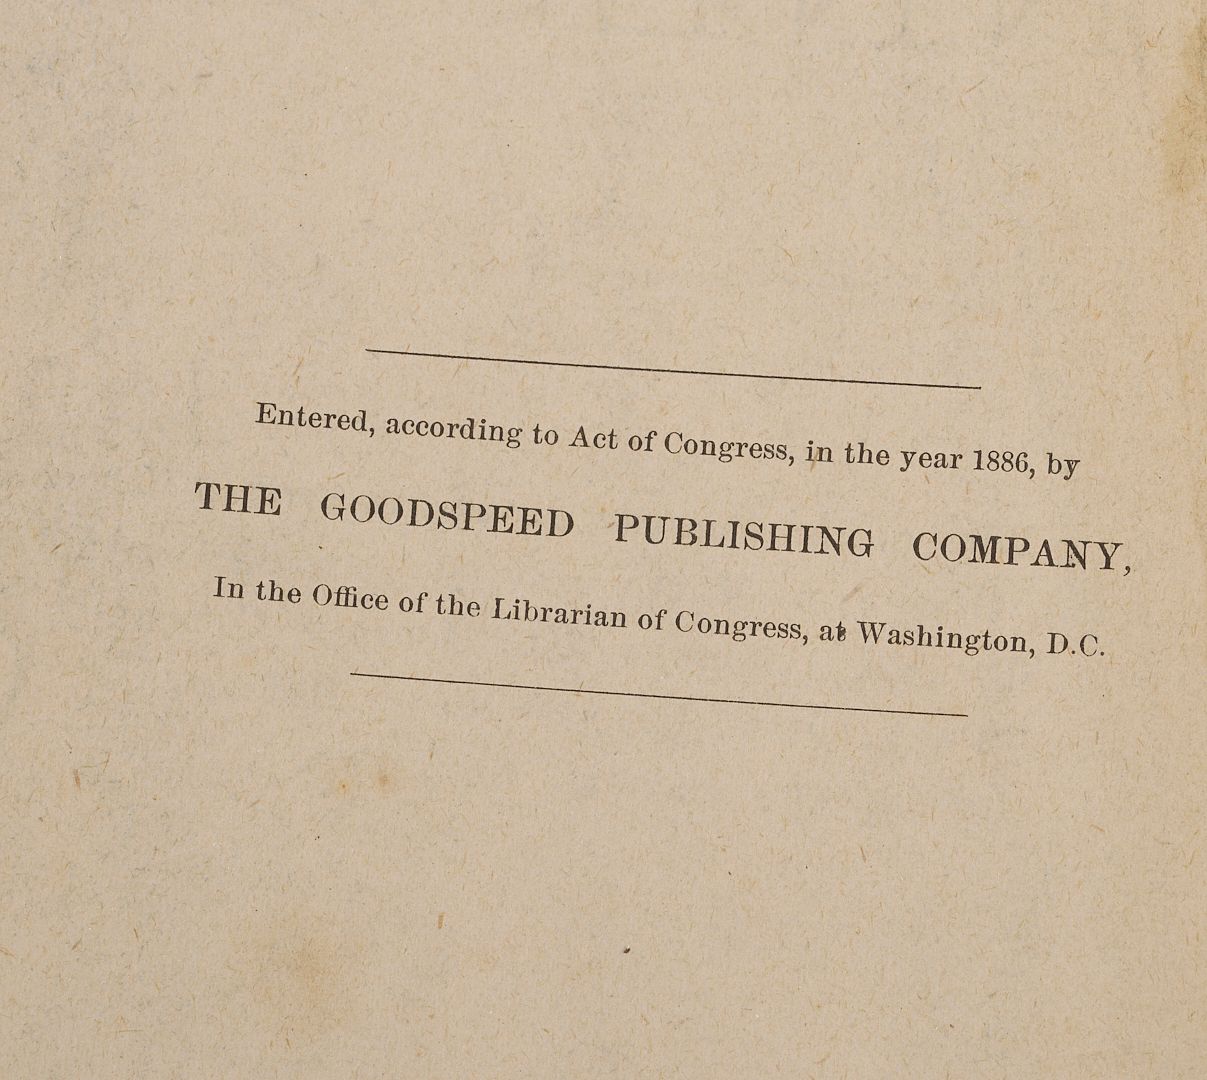 Entered, according to Act of Congress, in the year 1886, by
THE GOODSPEED PUBLISHING COMPANY,
In the Office of the Librarian of Congress, at Washington, D.C.